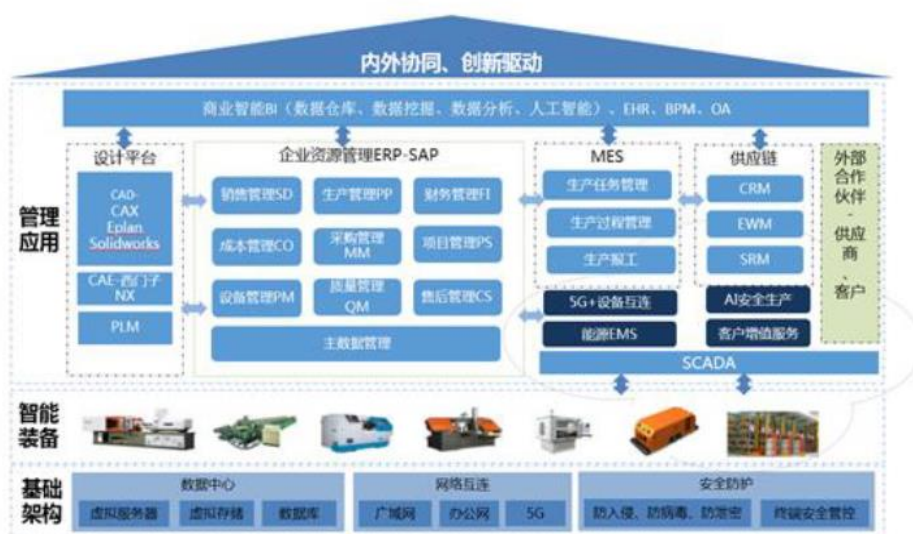 内外协同、创新驱动
商业智能BI（数据仓库、数据挖掘、数据分析、人工智能）、EHR、BPM、OA
管理
应用
设计平台
CAD-
CAX
Eplan
Solidworks
CAE-西门子
NX
PLM
企业资源管理ERP-SAP
销售管理SD
生产管理PP
财务管理FI
成本管理CO
采购管理
MM
项目管理PS
设备管理PM
质量管理
QM
售后管理CS
主数据管理
MES
生产任务管理
生产过程管理
生产报工
5G+设备互连
能源EMS
供应链
CRM
EWM
SRM
AI安全生产
客户增值服务
SCADA
外部
合作
伙伴
-
供应
商
、
客户
智能
装备
基础
架构
数据中心
虚拟服务器
虚拟存储
数据库
网络互连
广域网
办公网
5G
安全防护
防入侵、防病毒、防泄密
终端安全管控